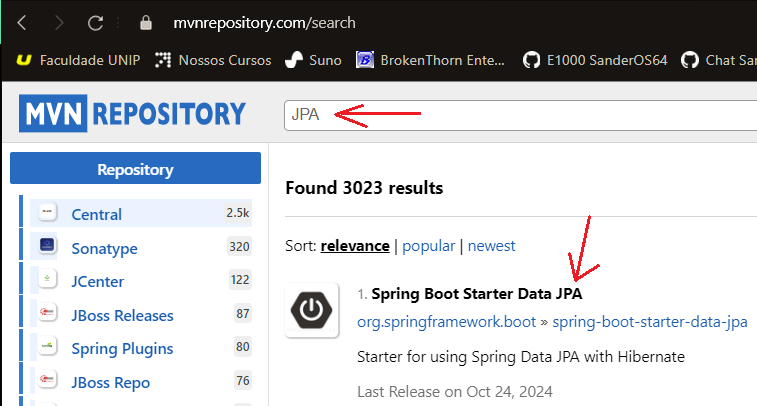 mvnrepository.com/search
Faculdade UNIP Nossos Cursos Suno BrokenThorn Ente... E1000 SanderOS64 Chat San
MVN REPOSITORY
JPA
Repository
Central 2.5k
Sonatype 320
JCenter 122
JBoss Releases 87
Spring Plugins 80
JBoss Repo 76
Found 3023 results
Sort: relevance | popular | newest
1. Spring Boot Starter Data JPA
org.springframework.boot » spring-boot-starter-data-jpa
Starter for using Spring Data JPA with Hibernate
Last Release on Oct 24, 2024